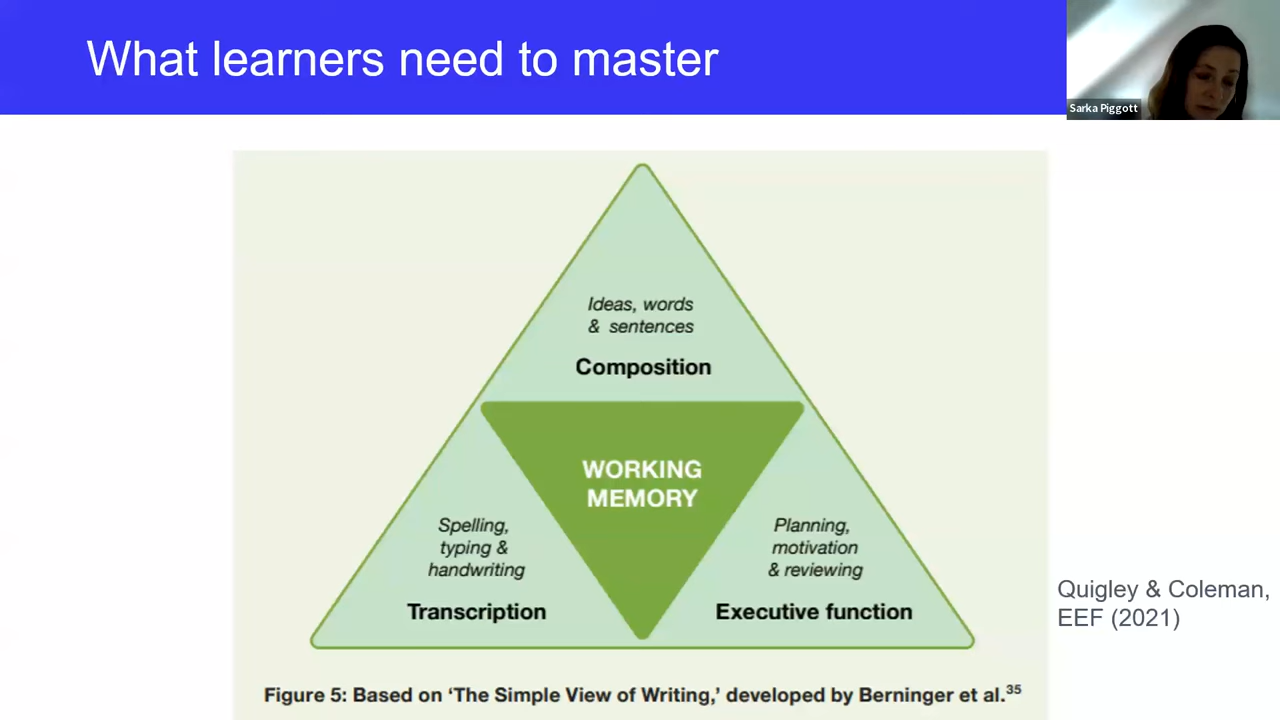 What learners need to master
Sarka Piggott
Ideas, words
& sentences
Composition
WORKING
MEMORY
Spelling,
typing &
handwriting
Transcription
Planning,
motivation
& reviewing
Executive function
Quigley & Coleman,
EEF (2021)
Figure 5: Based on ‘The Simple View of Writing,’ developed by Berninger et al.35